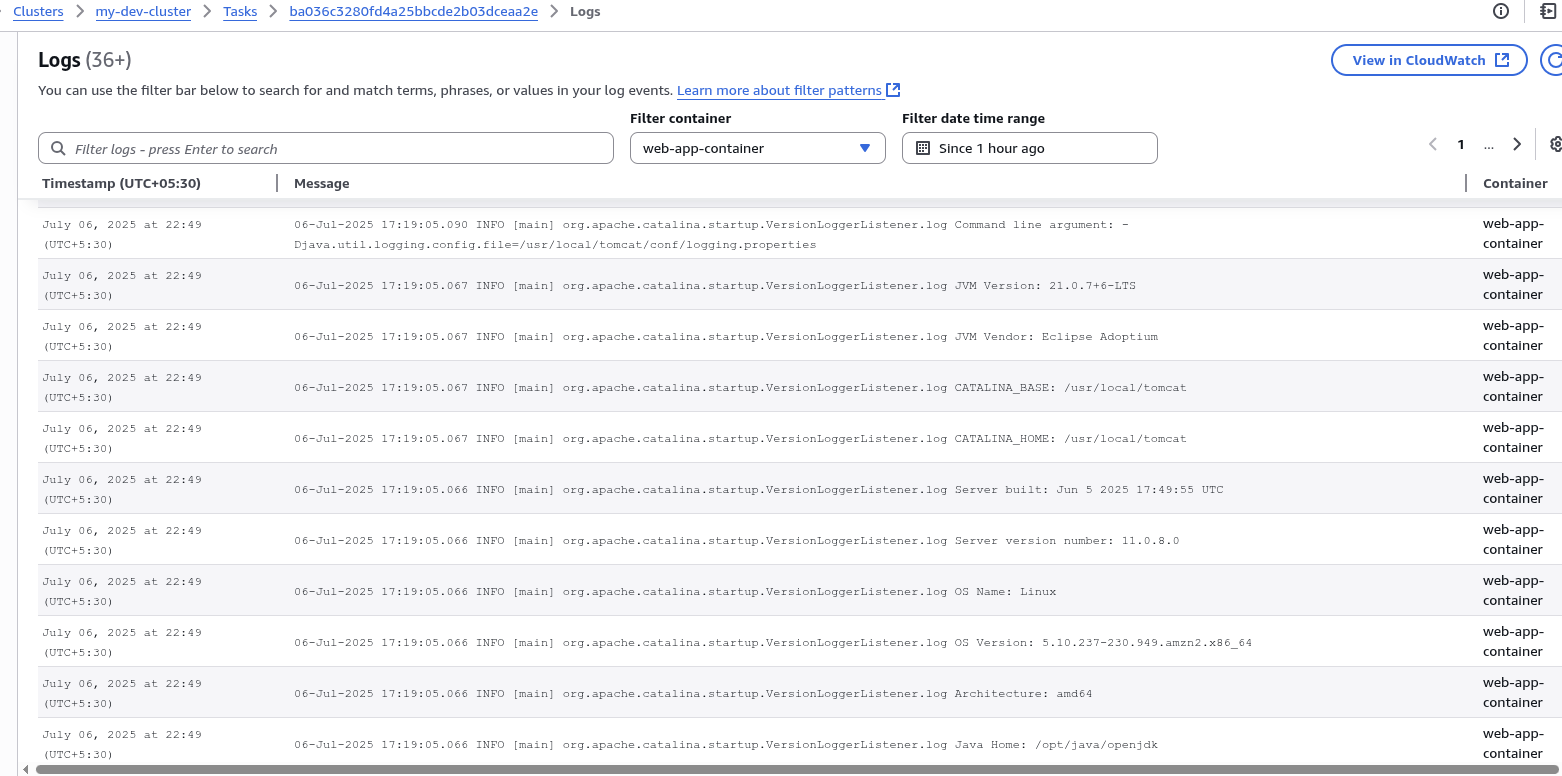 Clusters > my-dev-cluster > Tasks > ba036c3280fd4a25bbcde2b03dceaa2e > Logs
Logs (36+)
View in CloudWatch
You can use the filter bar below to search for and match terms, phrases, or values in your log events. Learn more about filter patterns
Filter container
Filter date time range
Filter logs - press Enter to search
web-app-container
Since 1 hour ago
1 ...
Timestamp (UTC+05:30) Message Container
July 06, 2025 at 22:49 06-Jul-2025 17:19:05.090 INFO [main] org.apache.catalina.startup.VersionLoggerListener.log Command line argument: - web-app-
(UTC+5:30) Djava.util.logging.config.file=/usr/local/tomcat/conf/logging.properties container
July 06, 2025 at 22:49 web-app-
06-Jul-2025 17:19:05.067 INFO [main] org.apache.catalina.startup.VersionLoggerListener.log JVM Version: 21.0.7+6-LTS
(UTC+5:30) container
July 06, 2025 at 22:49 web-app-
06-Jul-2025 17:19:05.067 INFO [main] org.apache.catalina.startup.VersionLoggerListener.log JVM Vendor: Eclipse Adoptium
(UTC+5:30) container
July 06, 2025 at 22:49 web-app-
06-Jul-2025 17:19:05.067 INFO [main] org.apache.catalina.startup.VersionLoggerListener.log CATALINA_BASE: /usr/local/tomcat
(UTC+5:30) container
July 06, 2025 at 22:49 web-app-
06-Jul-2025 17:19:05.067 INFO [main] org.apache.catalina.startup.VersionLoggerListener.log CATALINA_HOME: /usr/local/tomcat
(UTC+5:30) container
July 06, 2025 at 22:49 web-app-
06-Jul-2025 17:19:05.066 INFO [main] org.apache.catalina.startup.VersionLoggerListener.log Server built: Jun 5 2025 17:49:55 UTC
(UTC+5:30) container
July 06, 2025 at 22:49 web-app-
06-Jul-2025 17:19:05.066 INFO [main] org.apache.catalina.startup.VersionLoggerListener.log Server version number: 11.0.8.0
(UTC+5:30) container
July 06, 2025 at 22:49 web-app-
06-Jul-2025 17:19:05.066 INFO [main] org.apache.catalina.startup.VersionLoggerListener.log OS Name: Linux
(UTC+5:30) container
July 06, 2025 at 22:49 web-app-
06-Jul-2025 17:19:05.066 INFO [main] org.apache.catalina.startup.VersionLoggerListener.log OS Version: 5.10.237-230.949.amzn2.x86_64
(UTC+5:30) container
July 06, 2025 at 22:49 web-app-
06-Jul-2025 17:19:05.066 INFO [main] org.apache.catalina.startup.VersionLoggerListener.log Architecture: amd64
(UTC+5:30) container
July 06, 2025 at 22:49 web-app-
06-Jul-2025 17:19:05.066 INFO [main] org.apache.catalina.startup.VersionLoggerListener.log Java Home: /opt/java/openjdk
(UTC+5:30) container